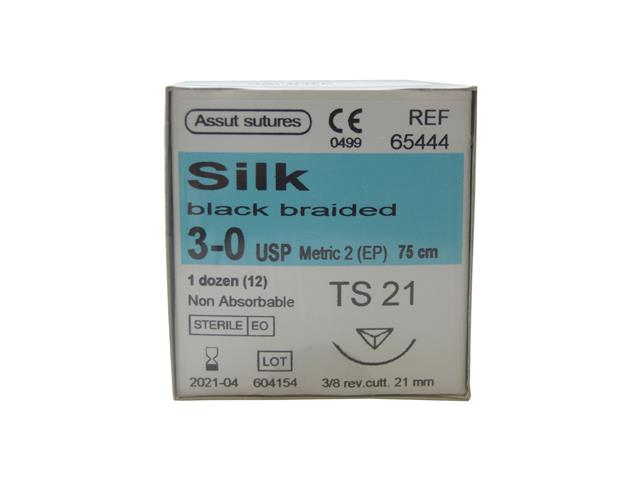 Assut sutures
CE
0499
REF
65444
Silk
black braided
3-0 USP Metric 2 (EP) 75 cm
1 dozen (12)
Non Absorbable
TS 21
STERILE EO
LOT
2021-04
604154
3/8 rev.cutt. 21 mm